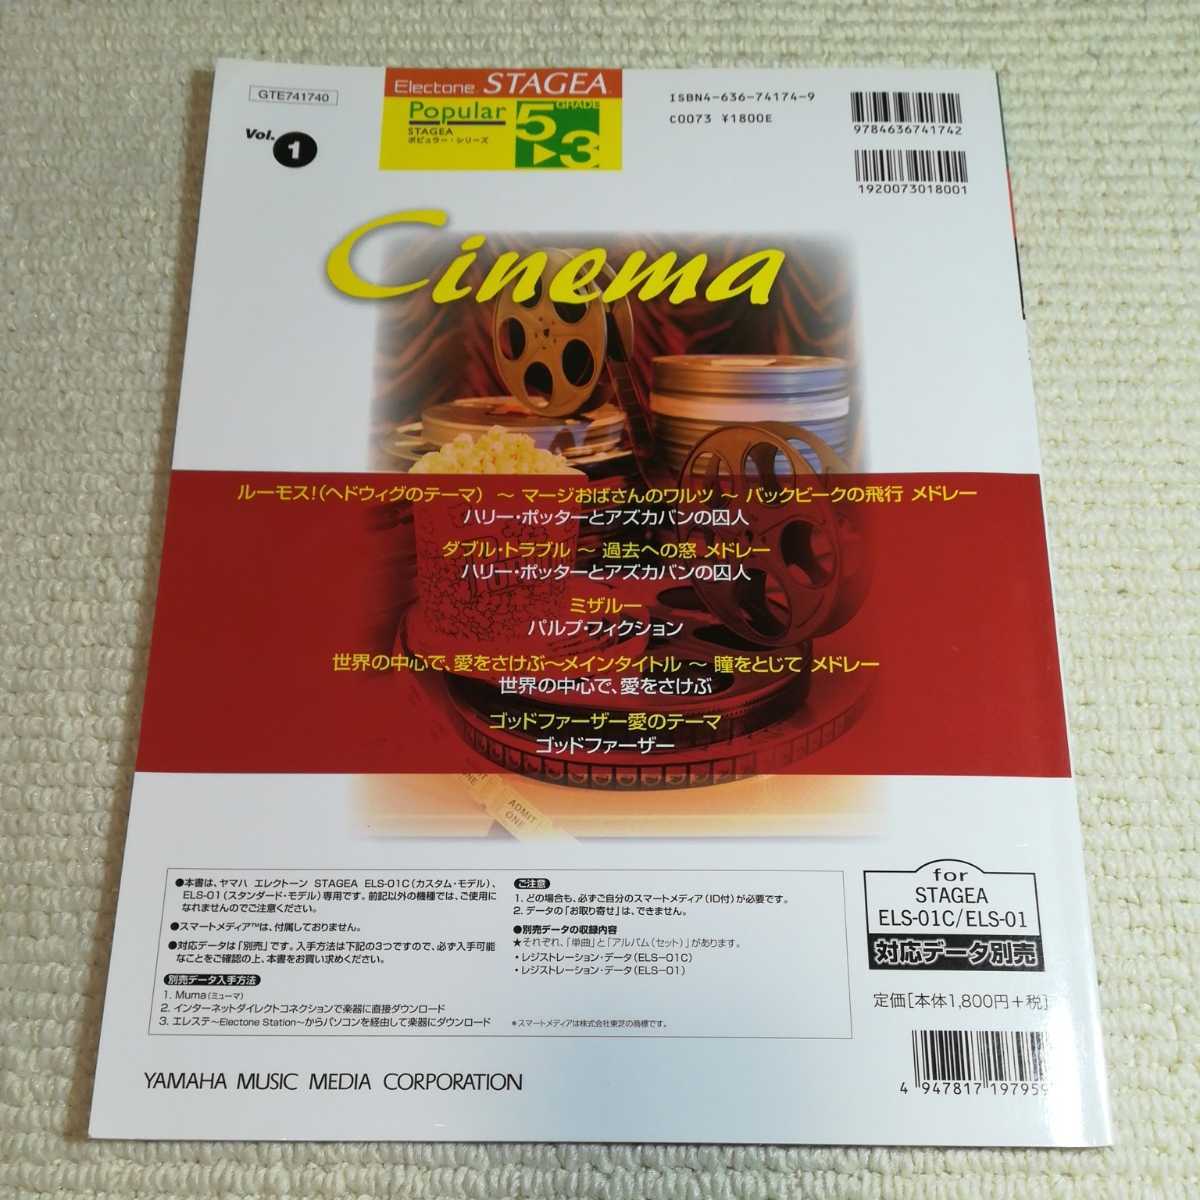 GTE741740
Vol. 1
Electone STAGEA
Popular
STAGEA
ポピュラー・シリーズ
GRADE
5▶3
ISBN4-636-74174-9
C0073 ¥1800E
9784636741742
1920073018001
Cinema
ルーモス!(ヘドウィグのテーマ) ～ マージおばさんのワルツ ～ バックビークの飛行 メドレー
ハリー・ポッターとアズカバンの囚人
ダブル・トラブル ～ 過去への窓 メドレー
ハリー・ポッターとアズカバンの囚人
ミザルー
パルプ・フィクション
世界の中心で、愛をさけぶ～メインタイトル ～ 瞳をとじて メドレー
世界の中心で、愛をさけぶ
ゴッドファーザー愛のテーマ
ゴッドファーザー
ADMIT
ONE
●本書は、ヤマハ エレクトーン STAGEA ELS-01C(カスタム・モデル)、
ELS-01(スタンダード・モデル)専用です。前記以外の機種では、ご使用に
なれませんのでご注意ください。
●スマートメディア™は、付属しておりません。
●対応データは「別売」です。入手方法は下記の3つですので、必ず入手可能
なことをご確認の上、本書をお買い求めください。
別売データ入手方法
1. Muma(ミューマ)
2. インターネットダイレクトコネクションで楽器に直接ダウンロード
3. エレステ～Electone Station～からパソコンを経由して楽器にダウンロード
ご注意
1. どの場合も、必ずご自分のスマートメディア(ID付)が必要です。
2. データの「お取り寄せ」は、できません。
●別売データの収録内容
★それぞれ、「単曲」と「アルバム(セット)」があります。
・レジストレーション・データ(ELS-01C)
・レジストレーション・データ(ELS-01)
＊スマートメディアは株式会社東芝の商標です。
for
STAGEA
ELS-01C/ELS-01
対応データ別売
定価[本体1,800円+税]
4 947817 197959
YAMAHA MUSIC MEDIA CORPORATION